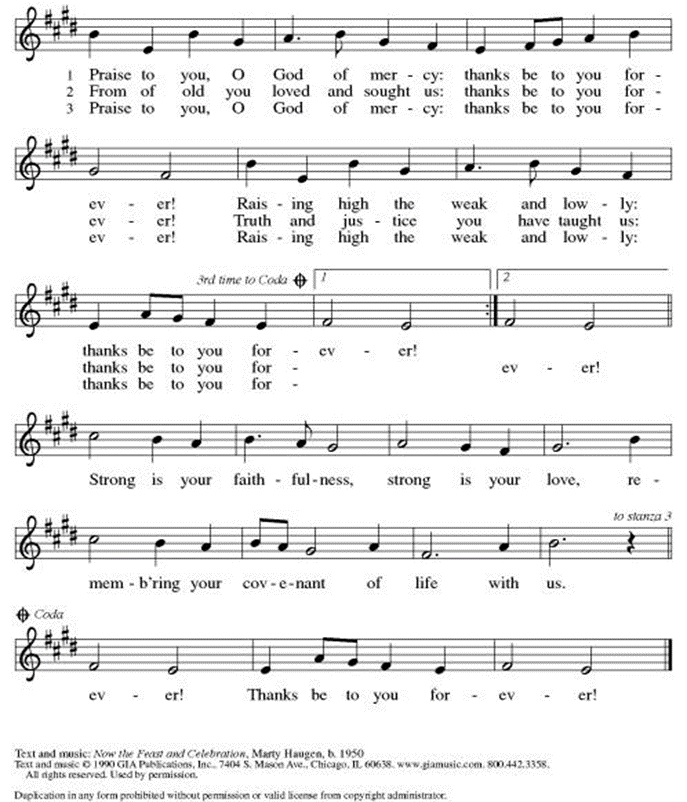 1 Praise to you, O God of mer - cy: thanks be to you for -
2 From of old you loved and sought us: thanks be to you for -
3 Praise to you, O God of mer - cy: thanks be to you for -
ev - er! Rais - ing high the weak and low - ly:
ev - er! Truth and jus - tice you have taught us:
ev - er! Rais - ing high the weak and low - ly:
3rd time to Coda 1 2
thanks be to you for - ev - er!
thanks be to you for - ev - er!
thanks be to you for -
Strong is your faith - ful - ness, strong is your love, re -
to stanza 3
mem - b'ring your cov - e - nant of life with us.
Coda
ev - er! Thanks be to you for - ev - er!
Text and music: Now the Feast and Celebration, Marty Haugen, b. 1950
Text and music © 1990 GIA Publications, Inc., 7404 S. Mason Ave., Chicago, IL 60638. www.giamusic.com. 800.442.3358.
All rights reserved. Used by permission.
Duplication in any form prohibited without permission or valid license from copyright administrator.